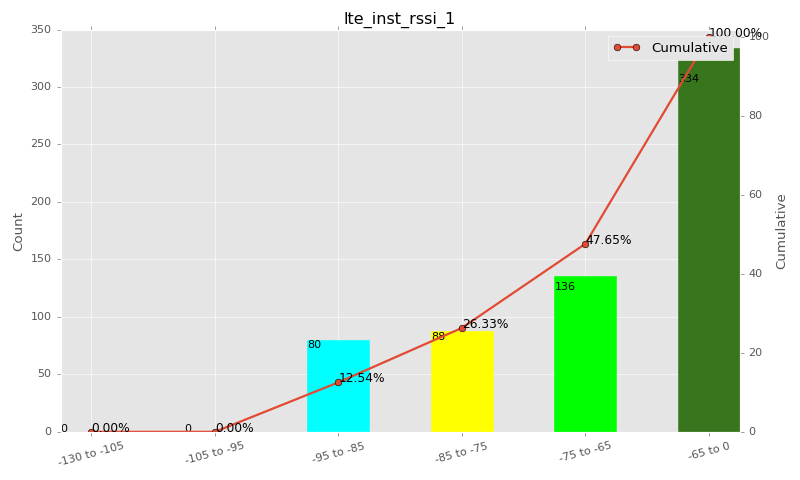 lte_inst_rssi_1
350
300
250
200
150
100
50
0
Count
100
80
60
40
20
0
Cumulative
Cumulative
0
0.00%
0
0.00%
80
12.54%
88
26.33%
136
47.65%
334
100.00%
-130 to -105
-105 to -95
-95 to -85
-85 to -75
-75 to -65
-65 to 0